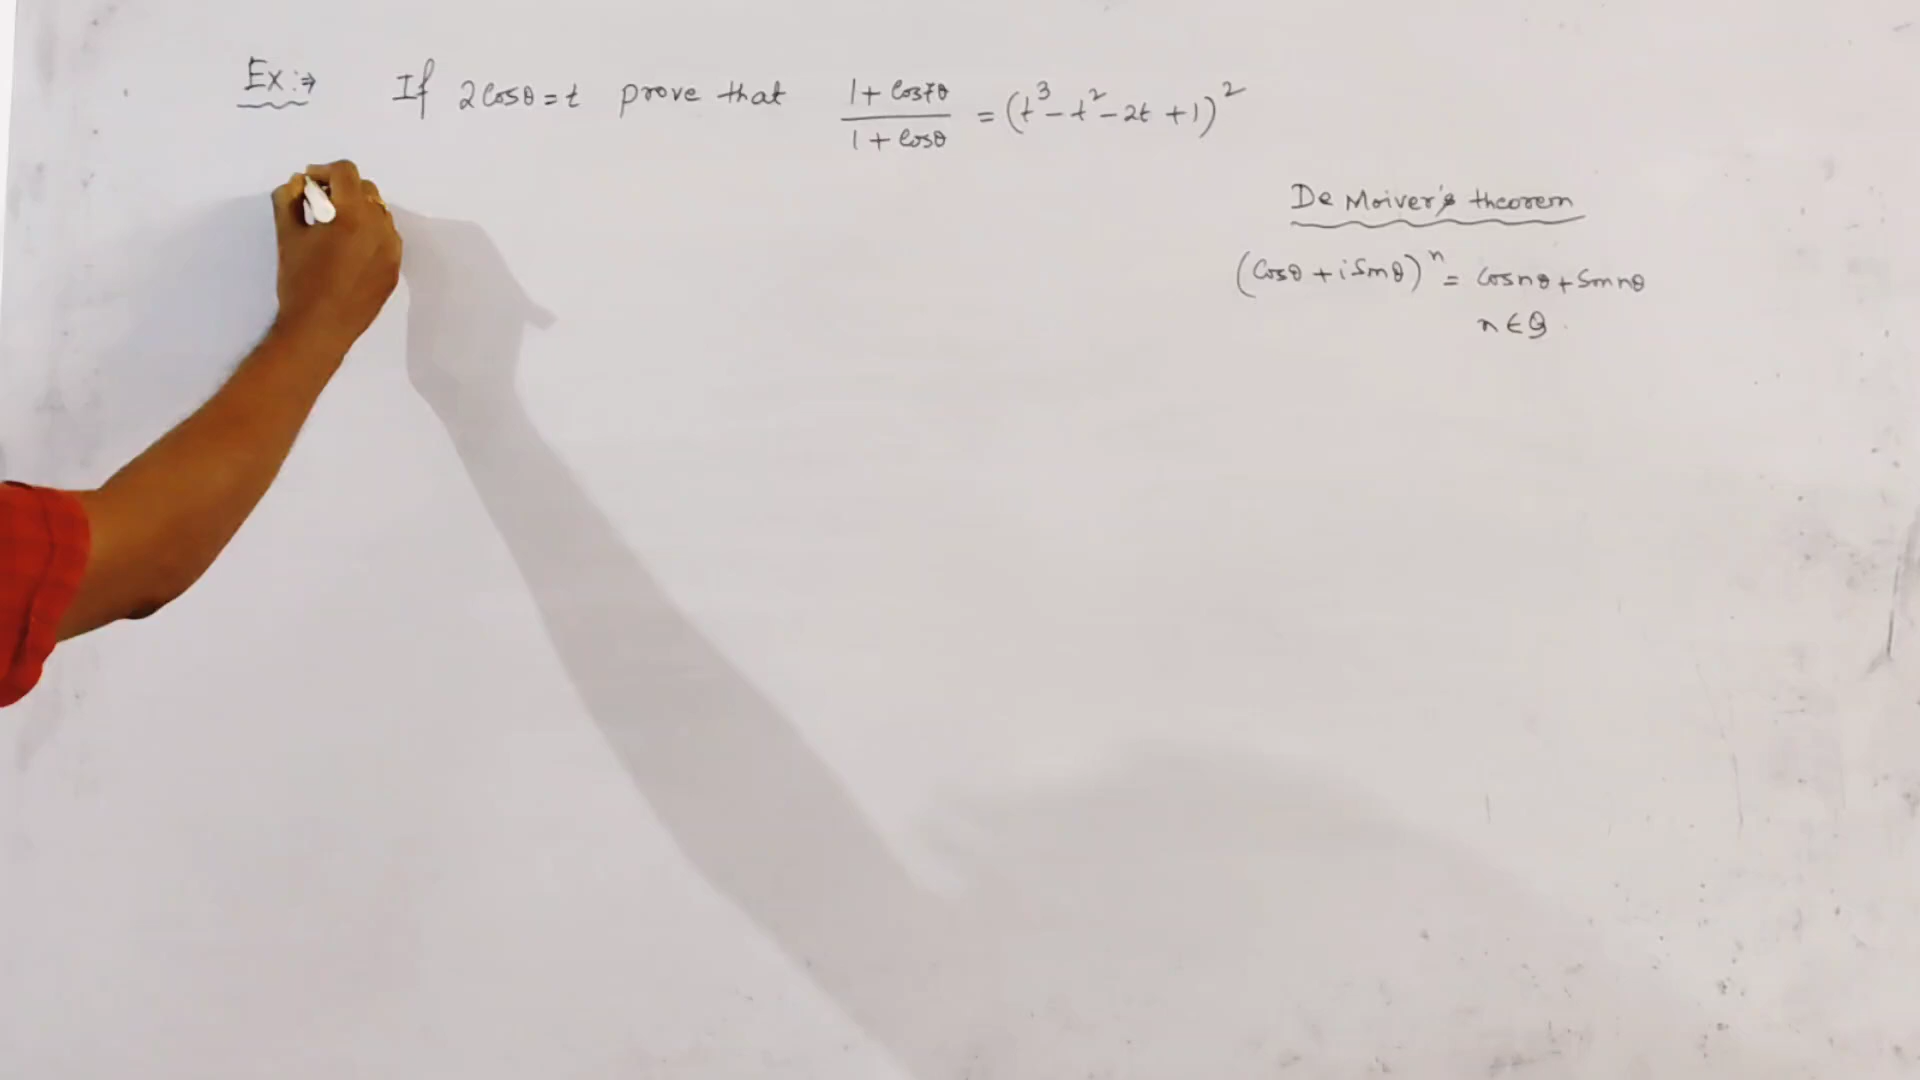 Ex:⇒ If 2cosθ=t prove that (1+cos7θ)/(1+cosθ) = (t³-t²-2t+1)²
De Moiver's theorem
(cosθ+iSinθ)ⁿ = cosnθ+Sinnθ
n∈Q.